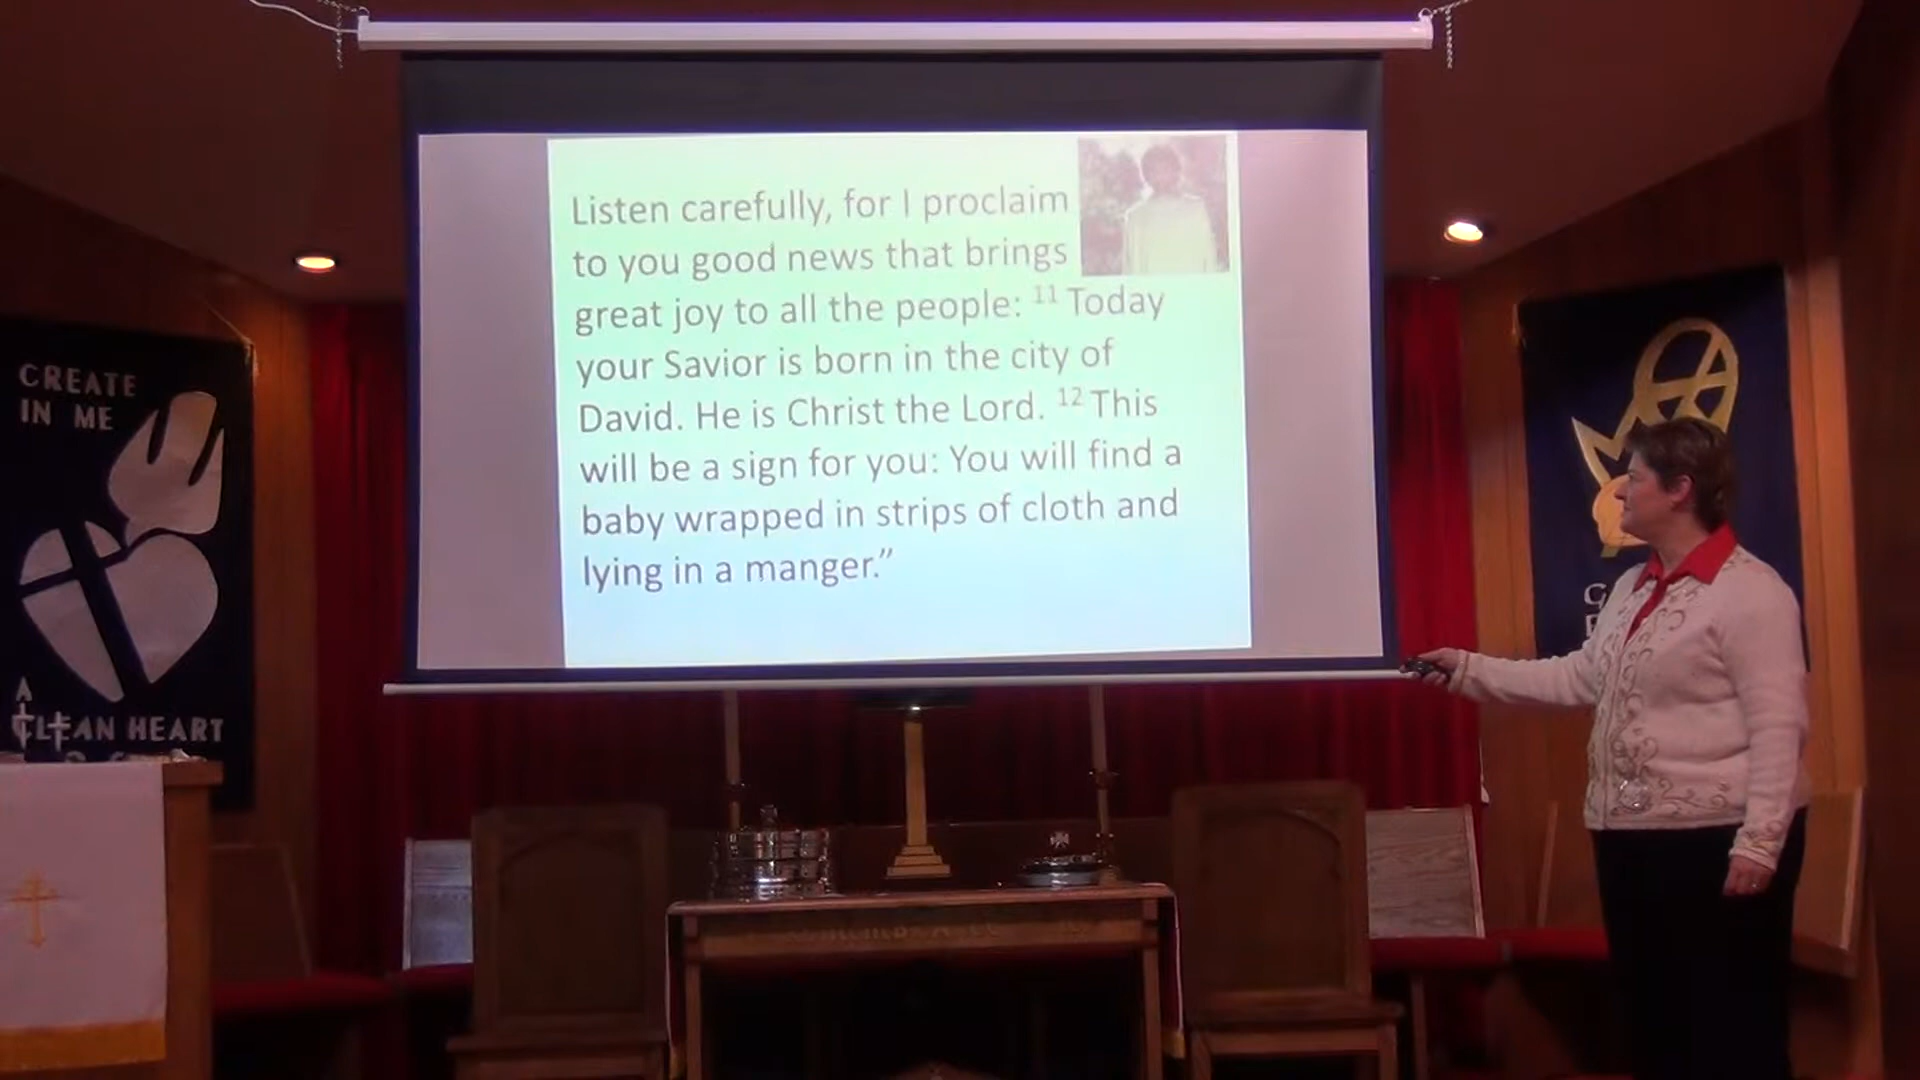 Listen carefully, for I proclaim
to you good news that brings
great joy to all the people: 11 Today
your Savior is born in the city of
David. He is Christ the Lord. 12 This
will be a sign for you: You will find a
baby wrapped in strips of cloth and
lying in a manger.”
CREATE
IN ME
A
CLEAN HEART